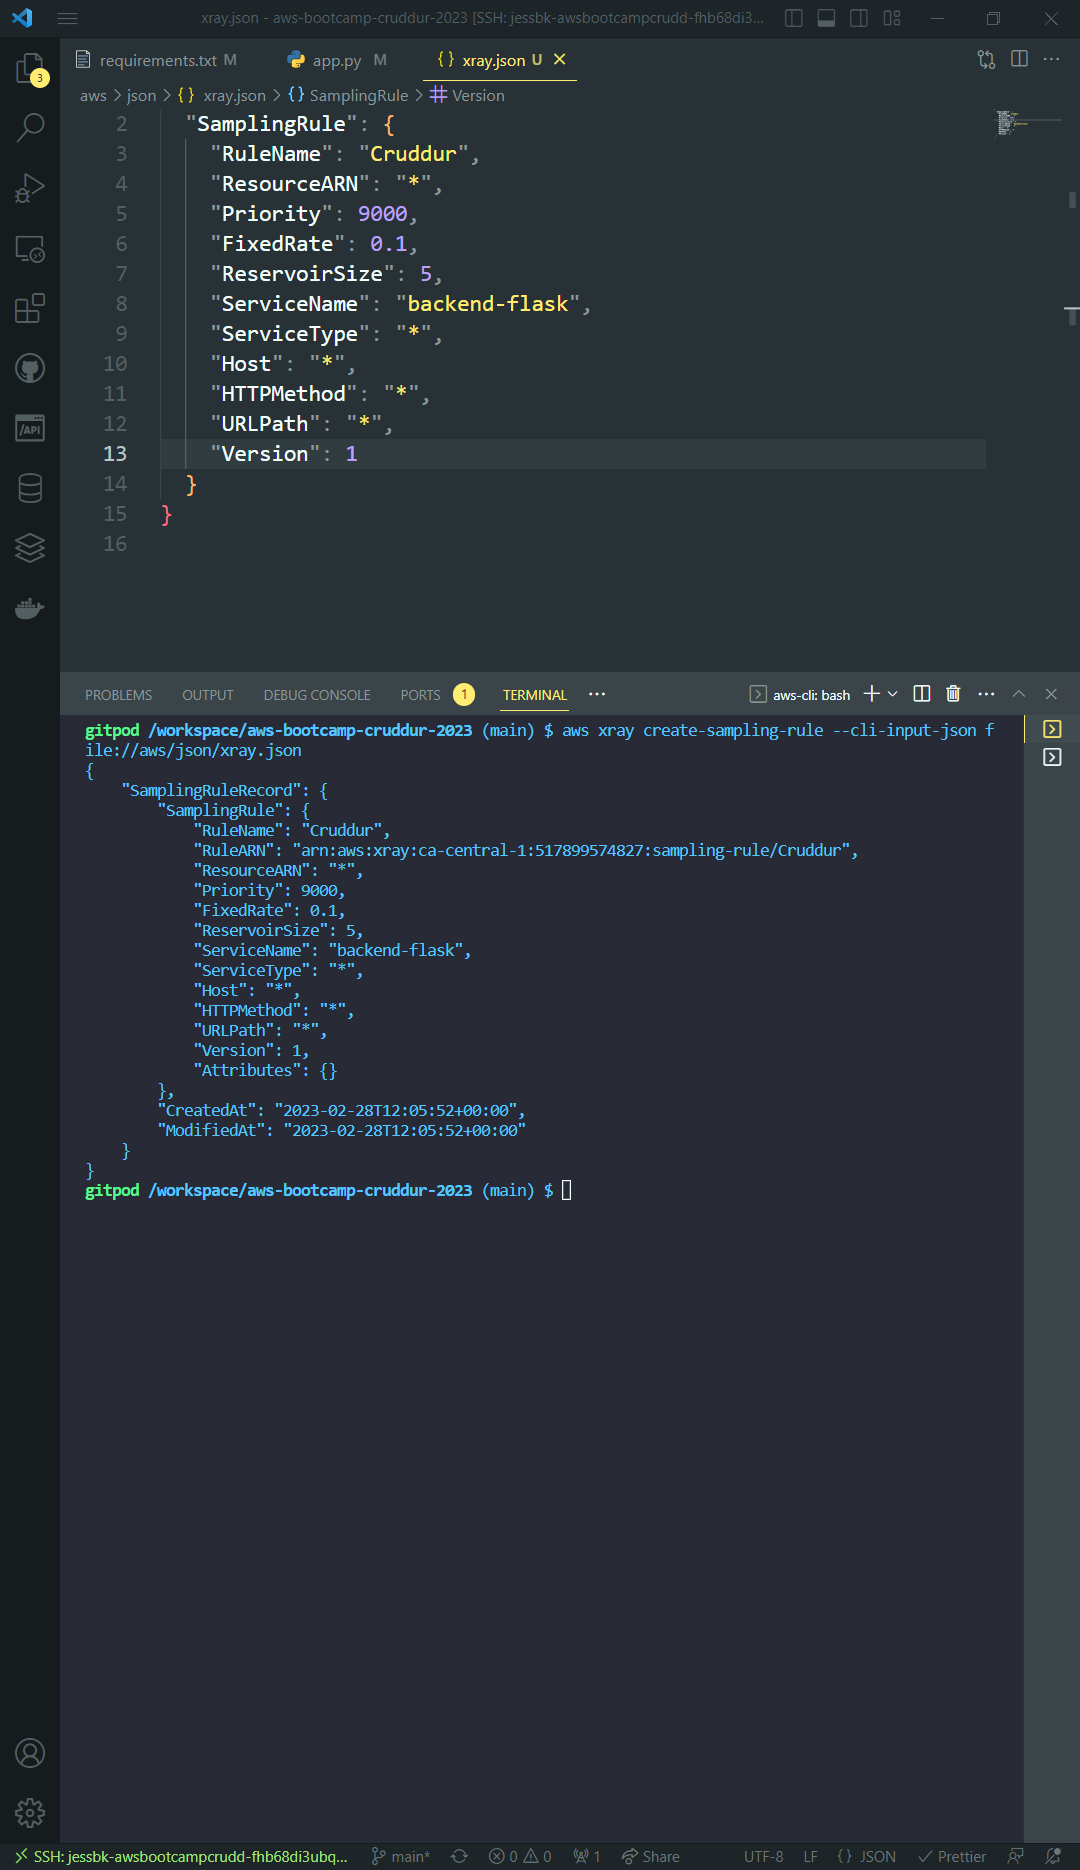 xray.json - aws-bootcamp-cruddur-2023 [SSH: jessbk-awsbootcampcrudd-fhb68di3...
3
requirements.txt M
app.py M
{} xray.json U
aws > json > {} xray.json > {} SamplingRule > # Version
2 "SamplingRule": {
3 "RuleName": "Cruddur",
4 "ResourceARN": "*",
5 "Priority": 9000,
6 "FixedRate": 0.1,
7 "ReservoirSize": 5,
8 "ServiceName": "backend-flask",
9 "ServiceType": "*",
10 "Host": "*",
11 "HTTPMethod": "*",
12 "URLPath": "*",
13 "Version": 1
14 }
15 }
16
/API
PROBLEMS OUTPUT DEBUG CONSOLE PORTS 1 TERMINAL ... aws-cli: bash
gitpod /workspace/aws-bootcamp-cruddur-2023 (main) $ aws xray create-sampling-rule --cli-input-json f
ile://aws/json/xray.json
{
"SamplingRuleRecord": {
"SamplingRule": {
"RuleName": "Cruddur",
"RuleARN": "arn:aws:xray:ca-central-1:517899574827:sampling-rule/Cruddur",
"ResourceARN": "*",
"Priority": 9000,
"FixedRate": 0.1,
"ReservoirSize": 5,
"ServiceName": "backend-flask",
"ServiceType": "*",
"Host": "*",
"HTTPMethod": "*",
"URLPath": "*",
"Version": 1,
"Attributes": {}
},
"CreatedAt": "2023-02-28T12:05:52+00:00",
"ModifiedAt": "2023-02-28T12:05:52+00:00"
}
}
gitpod /workspace/aws-bootcamp-cruddur-2023 (main) $
SSH: jessbk-awsbootcampcrudd-fhb68di3ubq... main* 0 0 1 Share UTF-8 LF {} JSON Prettier